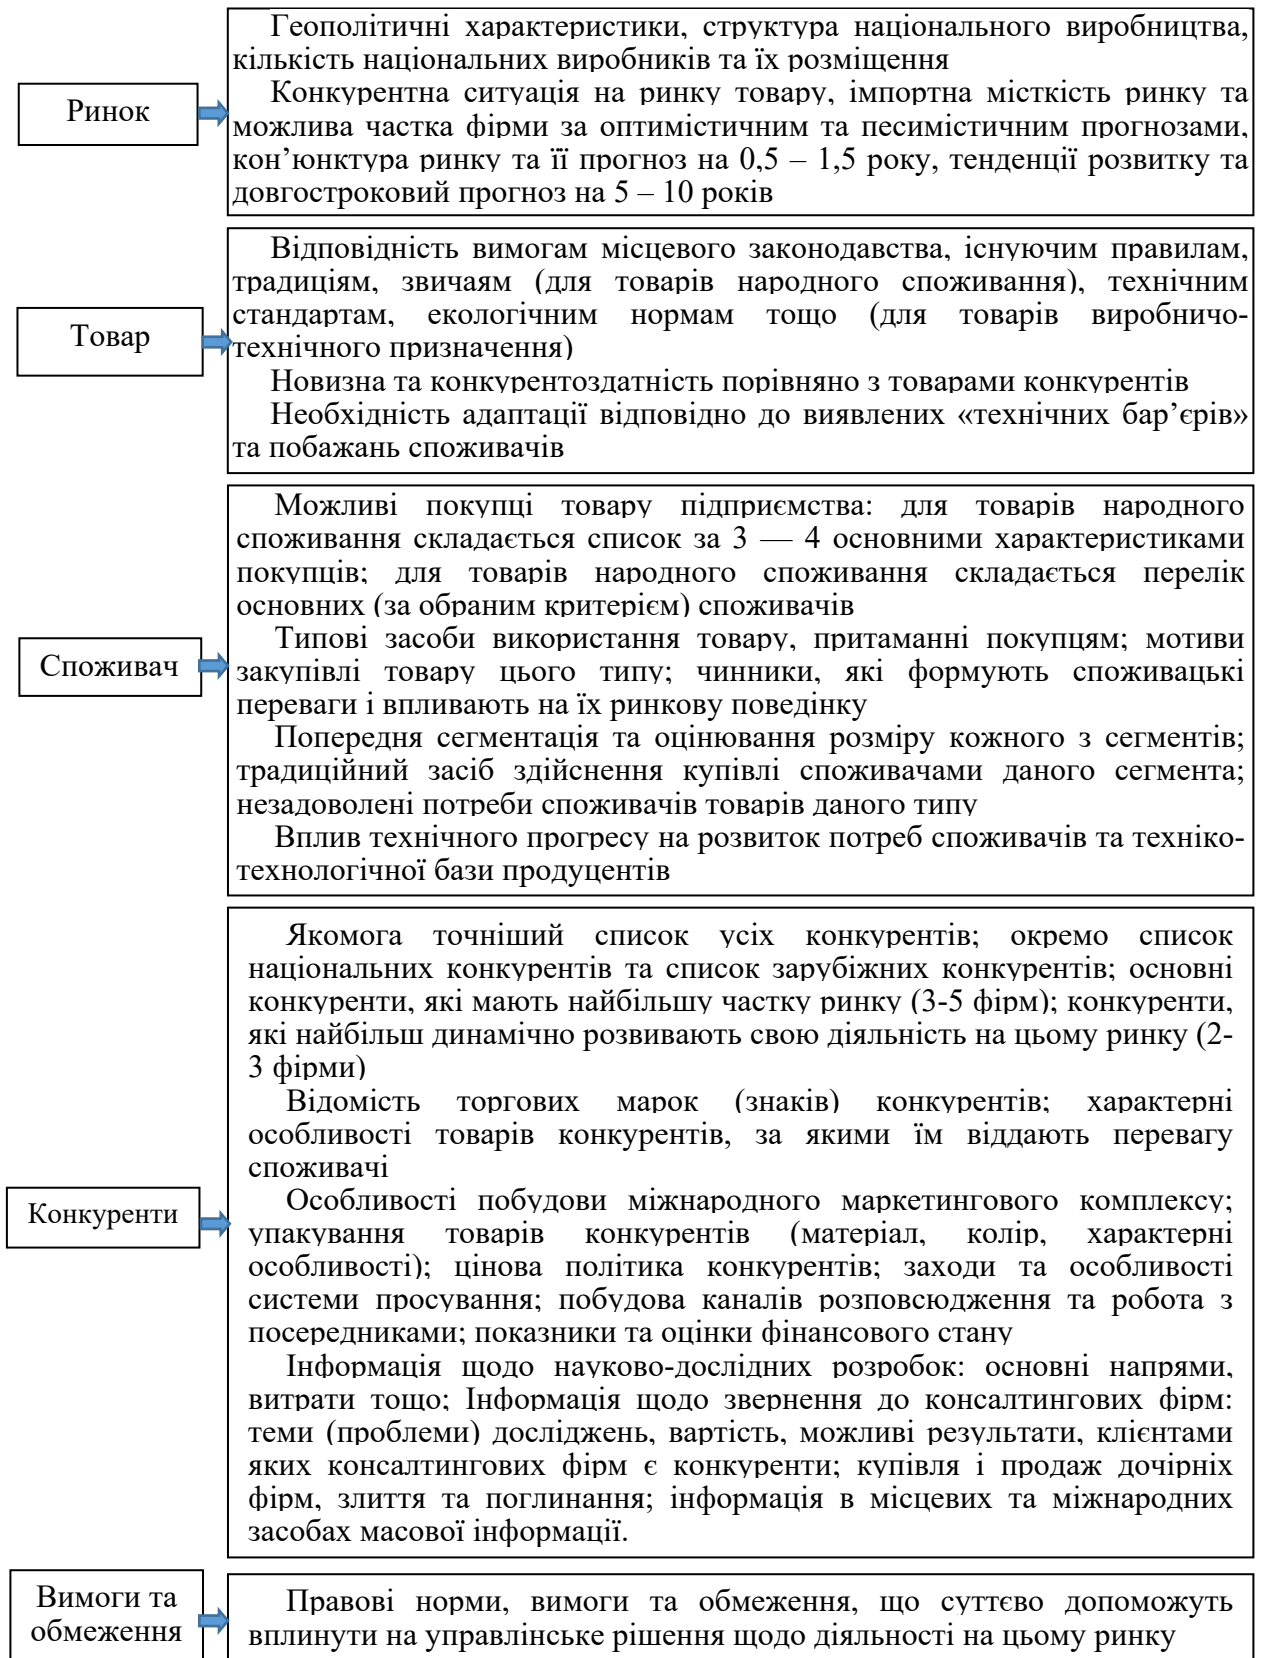 Геополітичні характеристики, структура національного виробництва,
кількість національних виробників та їх розміщення
Конкурентна ситуація на ринку товару, імпортна місткість ринку та
Ринок
можлива частка фірми за оптимістичним та песимістичним прогнозами,
кон’юнктура ринку та її прогноз на 0,5 – 1,5 року, тенденції розвитку та
довгостроковий прогноз на 5 – 10 років
Відповідність вимогам місцевого законодавства, існуючим правилам,
традиціям, звичаям (для товарів народного споживання), технічним
стандартам, екологічним нормам тощо (для товарів виробничо-
Товар
технічного призначення)
Новизна та конкурентоздатність порівняно з товарами конкурентів
Необхідність адаптації відповідно до виявлених «технічних бар’єрів»
та побажань споживачів
Можливі покупці товару підприємства: для товарів народного
споживання складається список за 3 — 4 основними характеристиками
покупців; для товарів народного споживання складається перелік
основних (за обраним критерієм) споживачів
Типові засоби використання товару, притаманні покупцям; мотиви
Споживач
закупівлі товару цього типу; чинники, які формують споживацькі
переваги і впливають на їх ринкову поведінку
Попередня сегментація та оцінювання розміру кожного з сегментів;
традиційний засіб здійснення купівлі споживачами даного сегмента;
незадоволені потреби споживачів товарів даного типу
Вплив технічного прогресу на розвиток потреб споживачів та техніко-
технологічної бази продуцентів
Якомога точніший список усіх конкурентів; окремо список
національних конкурентів та список зарубіжних конкурентів; основні
конкуренти, які мають найбільшу частку ринку (3-5 фірм); конкуренти,
які найбільш динамічно розвивають свою діяльність на цьому ринку (2-
3 фірми)
Відомість торгових марок (знаків) конкурентів; характерні
особливості товарів конкурентів, за якими їм віддають перевагу
споживачі
Особливості побудови міжнародного маркетингового комплексу;
Конкуренти
упакування товарів конкурентів (матеріал, колір, характерні
особливості); цінова політика конкурентів; заходи та особливості
системи просування; побудова каналів розповсюдження та робота з
посередниками; показники та оцінки фінансового стану
Інформація щодо науково-дослідних розробок: основні напрями,
витрати тощо; Інформація щодо звернення до консалтингових фірм:
теми (проблеми) досліджень, вартість, можливі результати, клієнтами
яких консалтингових фірм є конкуренти; купівля і продаж дочірніх
фірм, злиття та поглинання; інформація в місцевих та міжнародних
засобах масової інформації.
Вимоги та
обмеження
Правові норми, вимоги та обмеження, що суттєво допоможуть
вплинути на управлінське рішення щодо діяльності на цьому ринку